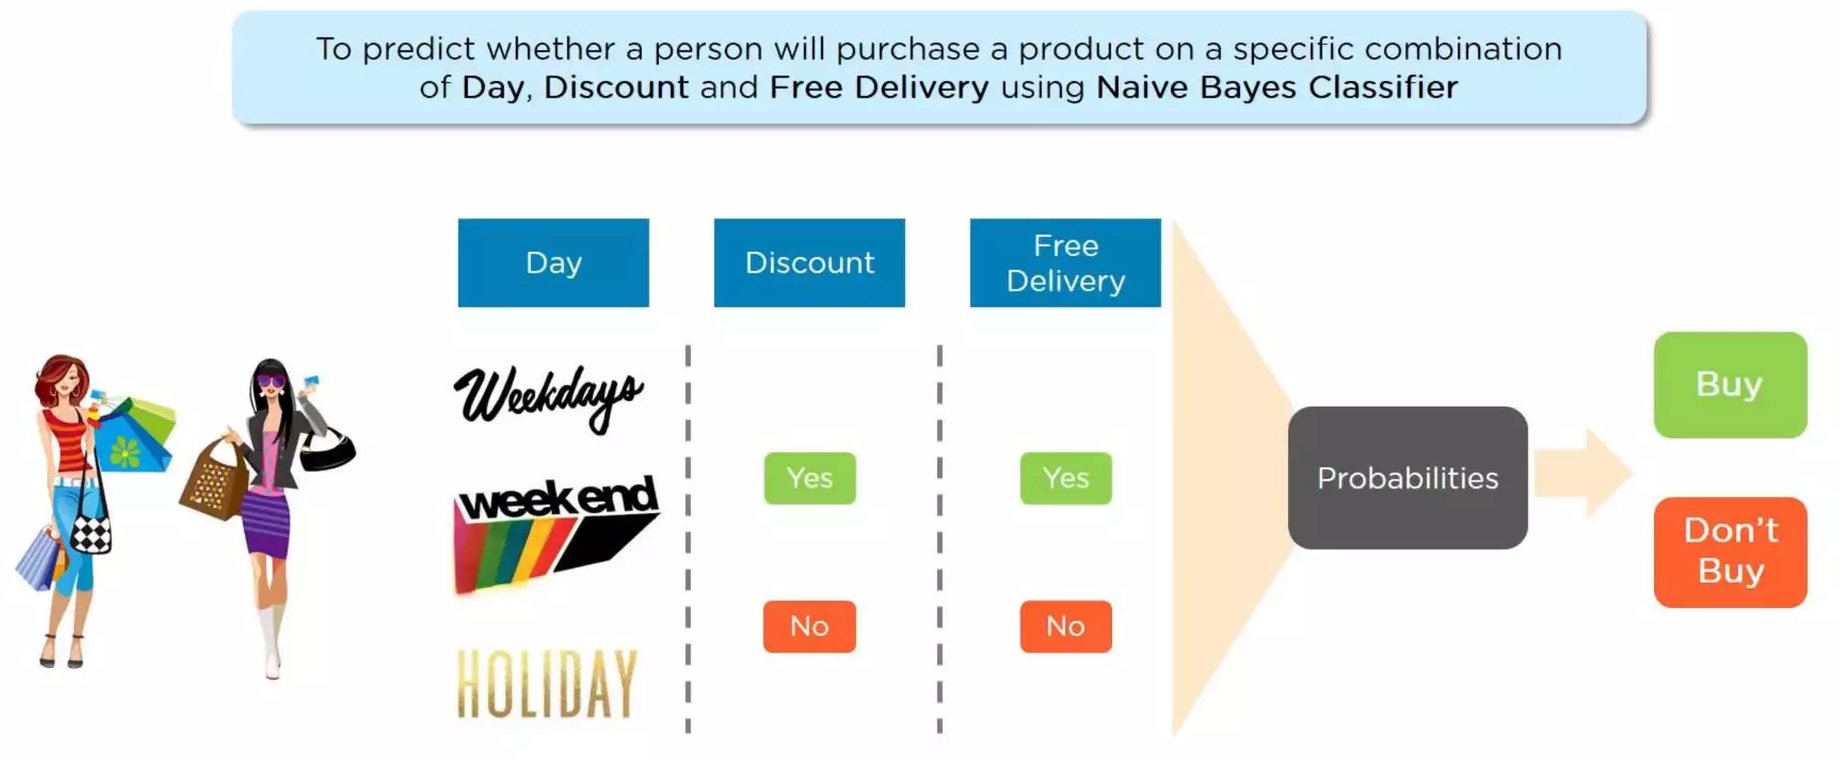 To predict whether a person will purchase a product on a specific combination
of Day, Discount and Free Delivery using Naive Bayes Classifier
Day
Discount
Free
Delivery
Weekdays
weekend
HOLIDAY
Yes
No
Yes
No
Probabilities
Buy
Don't
Buy